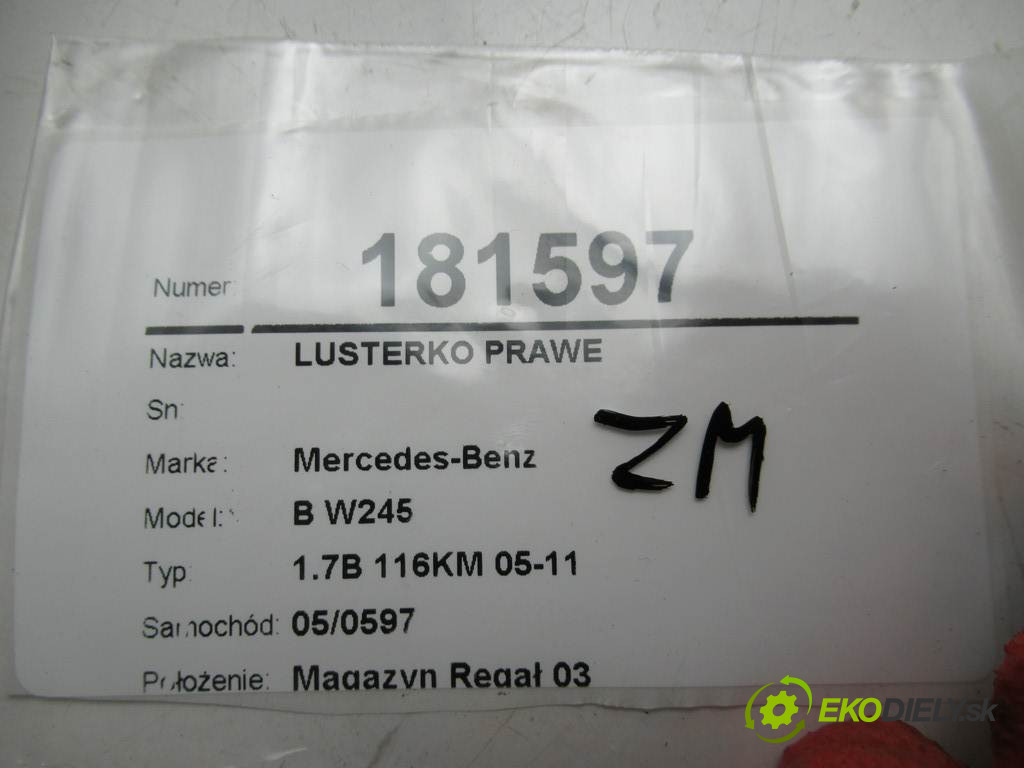 Numer 181597
Nazwa: LUSTERKO PRAWE
Sn:
Marka: Mercedes-Benz
ZM
Model: B W245
Typ: 1.7B 116KM 05-11
Samochód: 05/0597
Położenie: Magazyn Regał 03
EKODIELY.sk